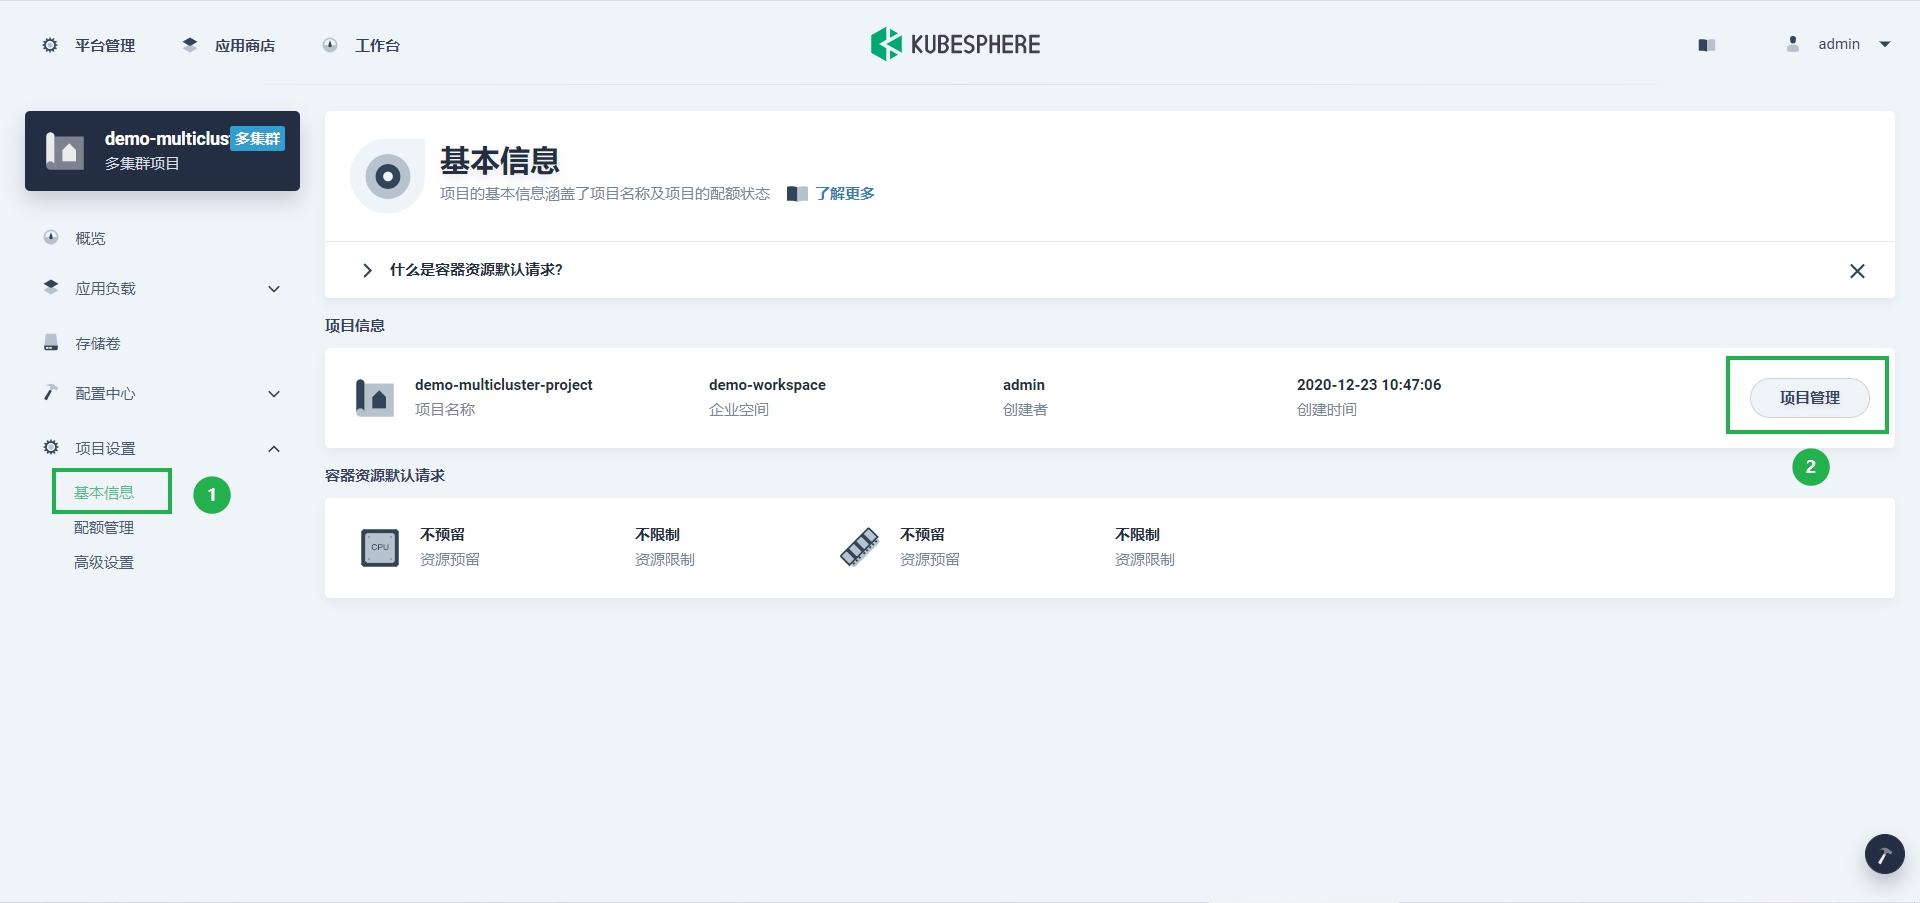 平台管理
应用商店
工作台
KUBESPHERE
admin
demo-multiclus
多集群
多集群项目
概览
应用负载
存储卷
配置中心
项目设置
基本信息
1
配额管理
高级设置
基本信息
项目的基本信息涵盖了项目名称及项目的配额状态
了解更多
什么是容器资源默认请求?
项目信息
demo-multicluster-project
项目名称
demo-workspace
企业空间
admin
创建者
2020-12-23 10:47:06
创建时间
项目管理
2
容器资源默认请求
CPU
不预留
资源预留
不限制
资源限制
不预留
资源预留
不限制
资源限制